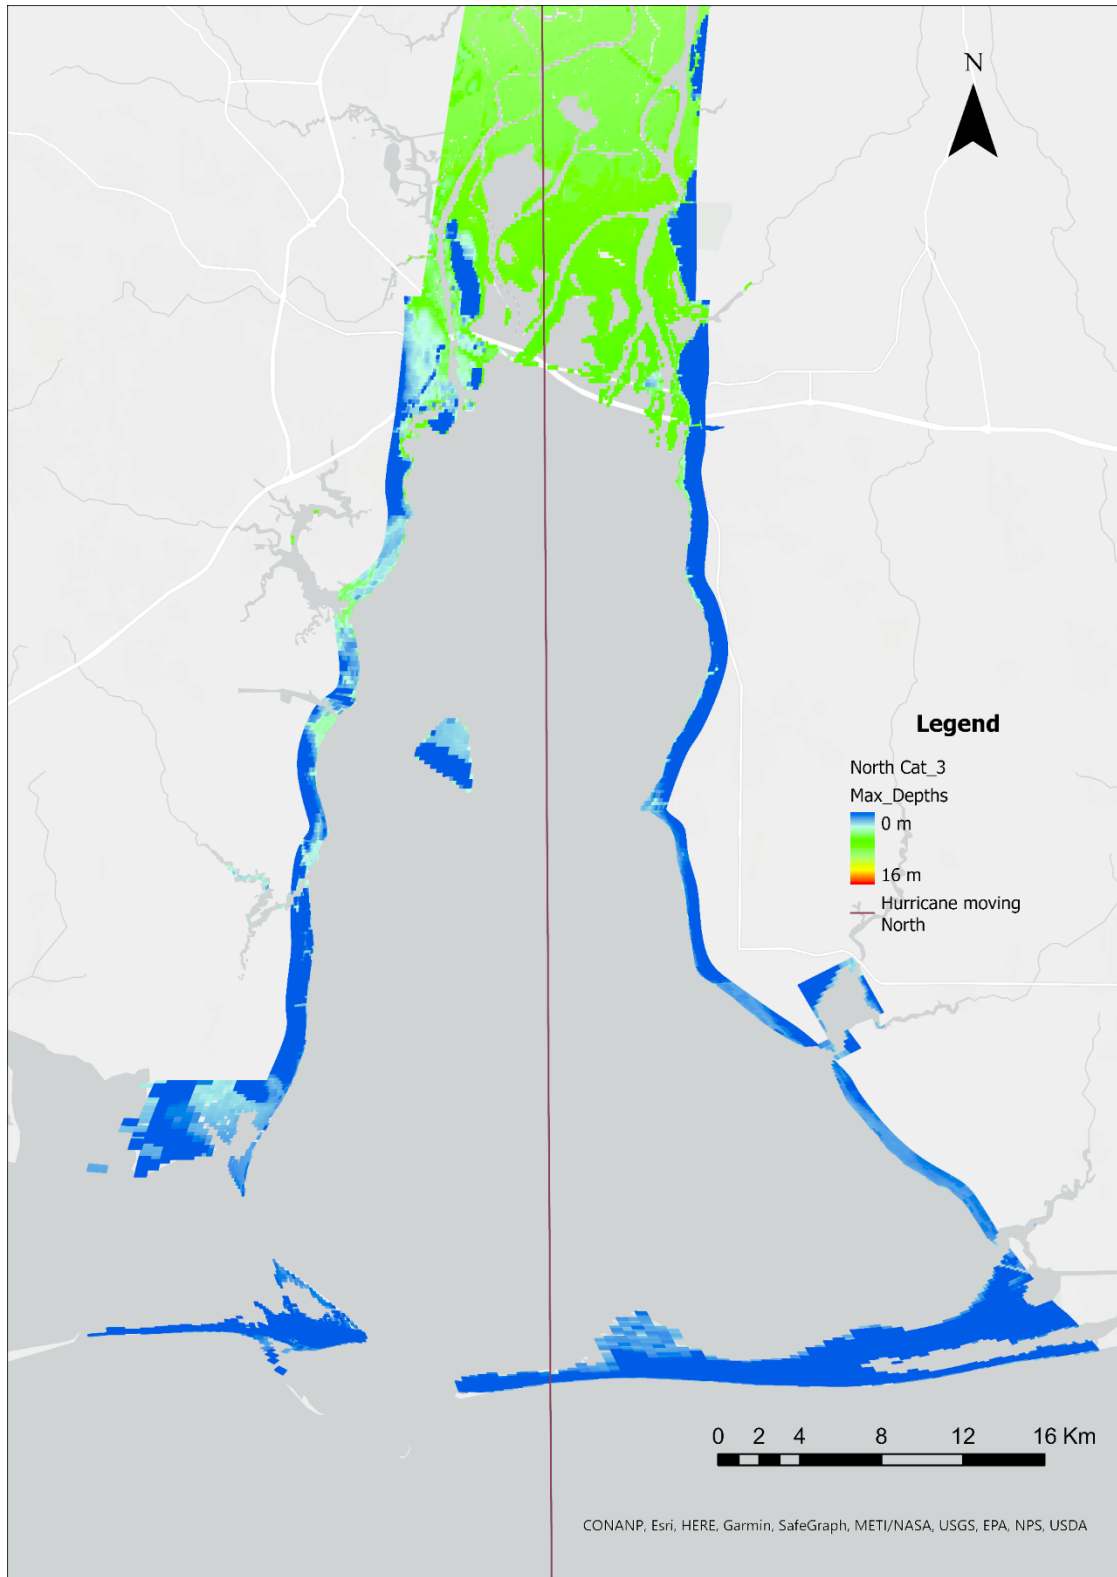 N
Legend
North Cat_3
Max_Depths
0 m
16 m
Hurricane moving
North
0 2 4 8 12 16 Km
CONANP, Esri, HERE, Garmin, SafeGraph, METI/NASA, USGS, EPA, NPS, USDA